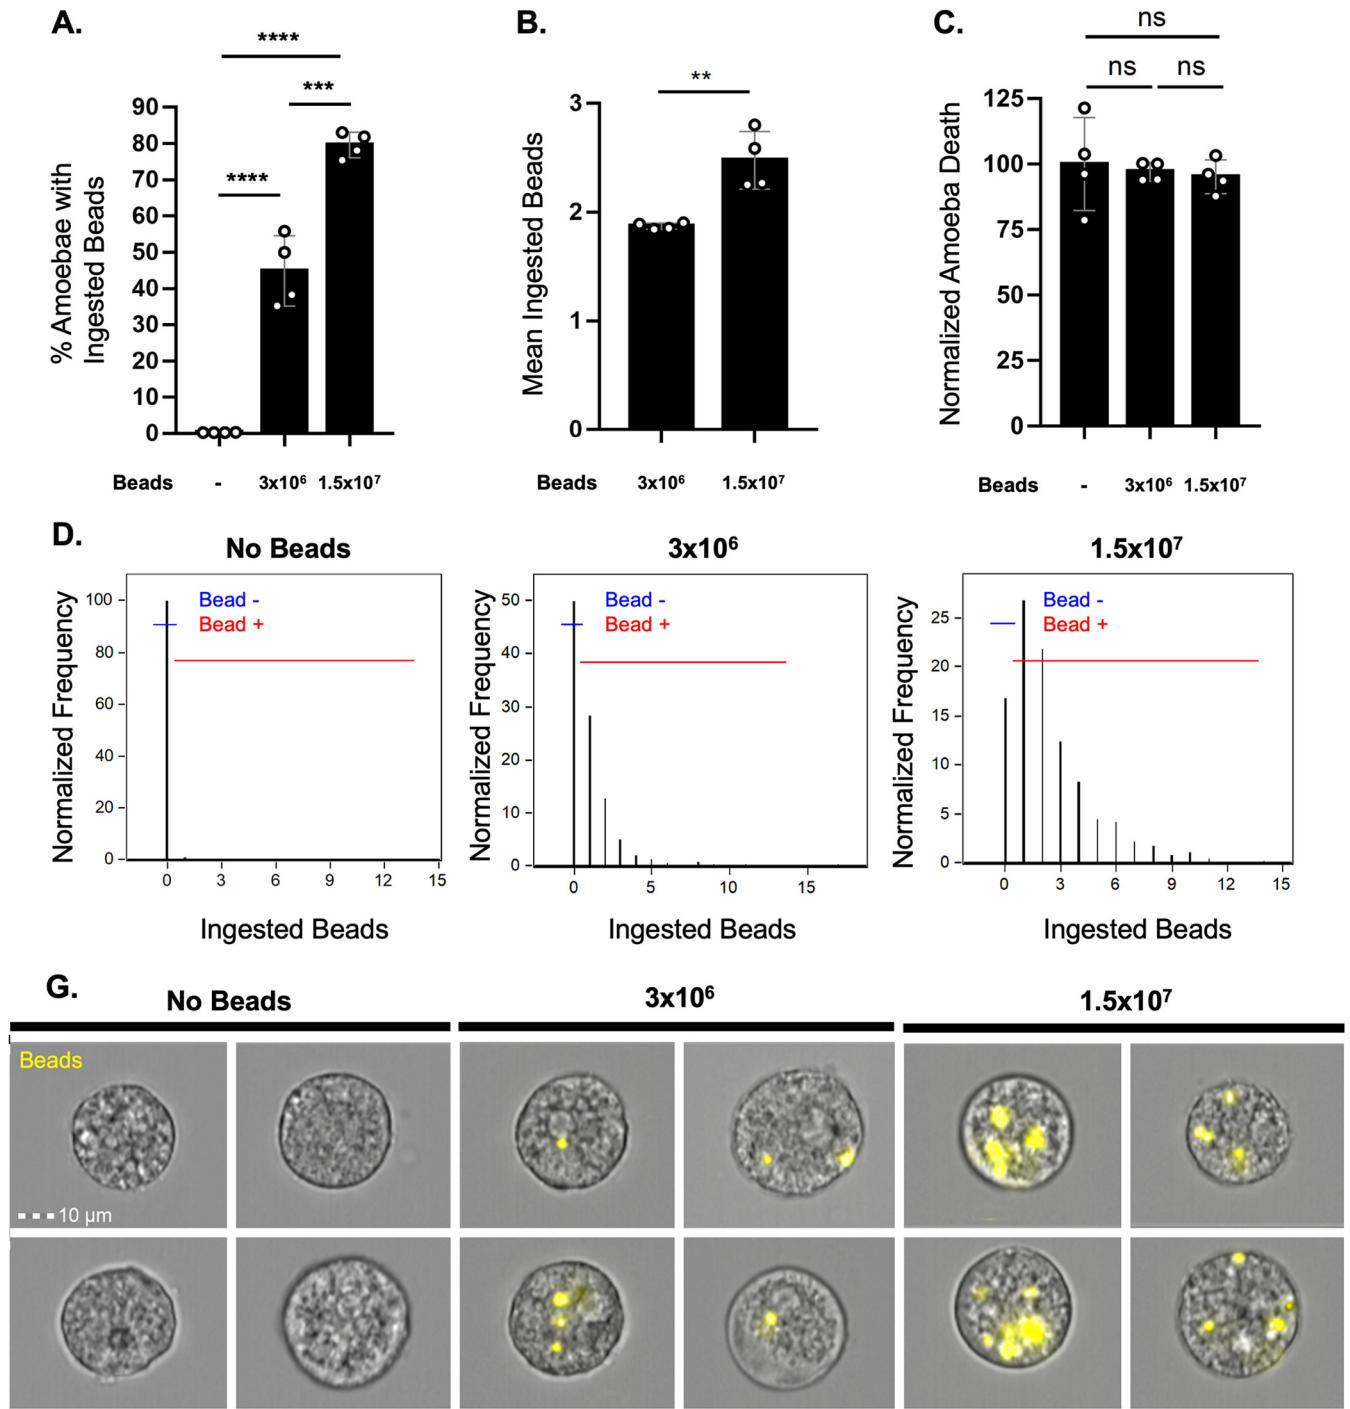 A.
****
***
****
90
80
70
60
50
40
30
20
10
0
% Amoebae with
Ingested Beads
Beads - 3x10⁶ 1.5x10⁷
B.
**
3
2
1
0
Mean Ingested Beads
Beads 3x10⁶ 1.5x10⁷
C.
ns
ns ns
125
100
75
50
25
0
Normalized Amoeba Death
Beads - 3x10⁶ 1.5x10⁷
D.
No Beads
Bead -
Bead +
100
80
60
40
20
0
Normalized Frequency
0 3 6 9 12 15
Ingested Beads
3x10⁶
Bead -
Bead +
50
40
30
20
10
0
Normalized Frequency
0 5 10 15
Ingested Beads
1.5x10⁷
Bead -
Bead +
25
20
15
10
5
0
Normalized Frequency
0 3 6 9 12 15
Ingested Beads
G.
No Beads 3x10⁶ 1.5x10⁷
Beads
10 µm